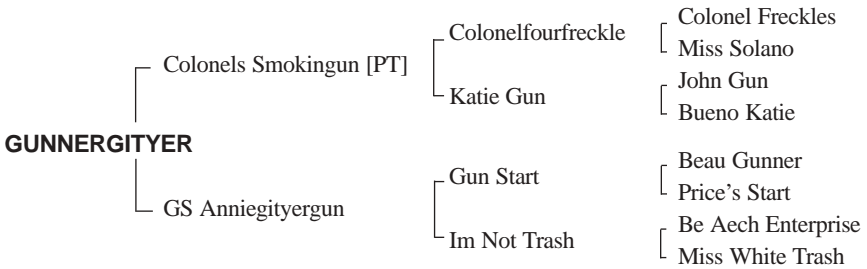 Colonel Freckles
Colonelfourfreckle
Miss Solano
Colonels Smokingun [PT]
John Gun
Katie Gun
Bueno Katie
GUNNERGITYER
Beau Gunner
Gun Start
Price's Start
GS Anniegityergun
Be Aech Enterprise
Im Not Trash
Miss White Trash